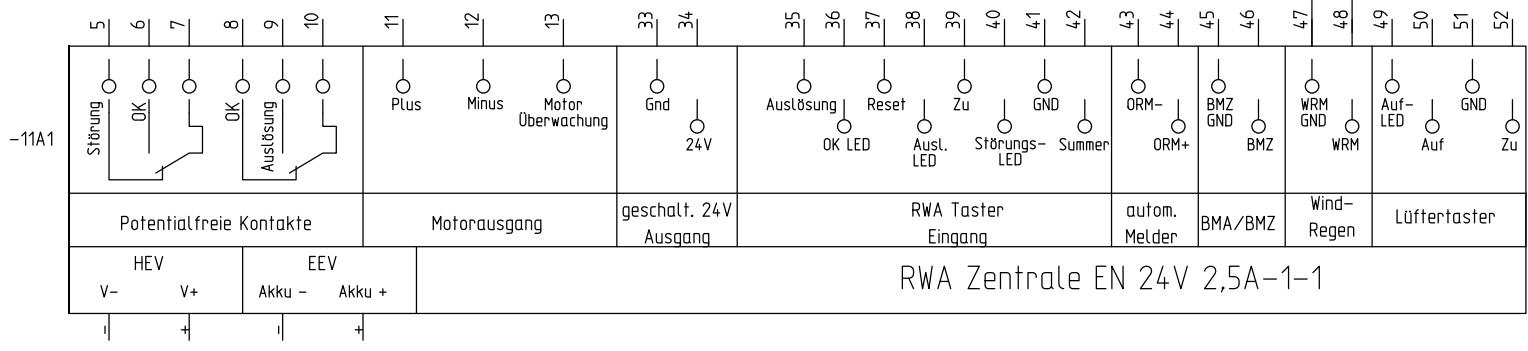 5 6 7 8 9 10 11 12 13 33 34 35 36 37 38 39 40 41 42 43 44 45 46 47 48 49 50 51 52
-11A1
Störung OK OK Auslösung
Plus Minus Motor
Überwachung
Gnd
24V
Auslösung Reset Zu GND
OK LED Ausl.
LED
Störungs-
LED
Summer
ORM-
ORM+
BMZ
GND
BMZ
WRM
GND
WRM
Auf-
LED
GND
Auf Zu
Potentialfreie Kontakte
Motorausgang
geschalt. 24V
Ausgang
RWA Taster
Eingang
autom.
Melder
BMA/BMZ
Wind-
Regen
Lüftertaster
HEV
V- V+
EEV
Akku - Akku +
RWA Zentrale EN 24V 2,5A-1-1
- + - +